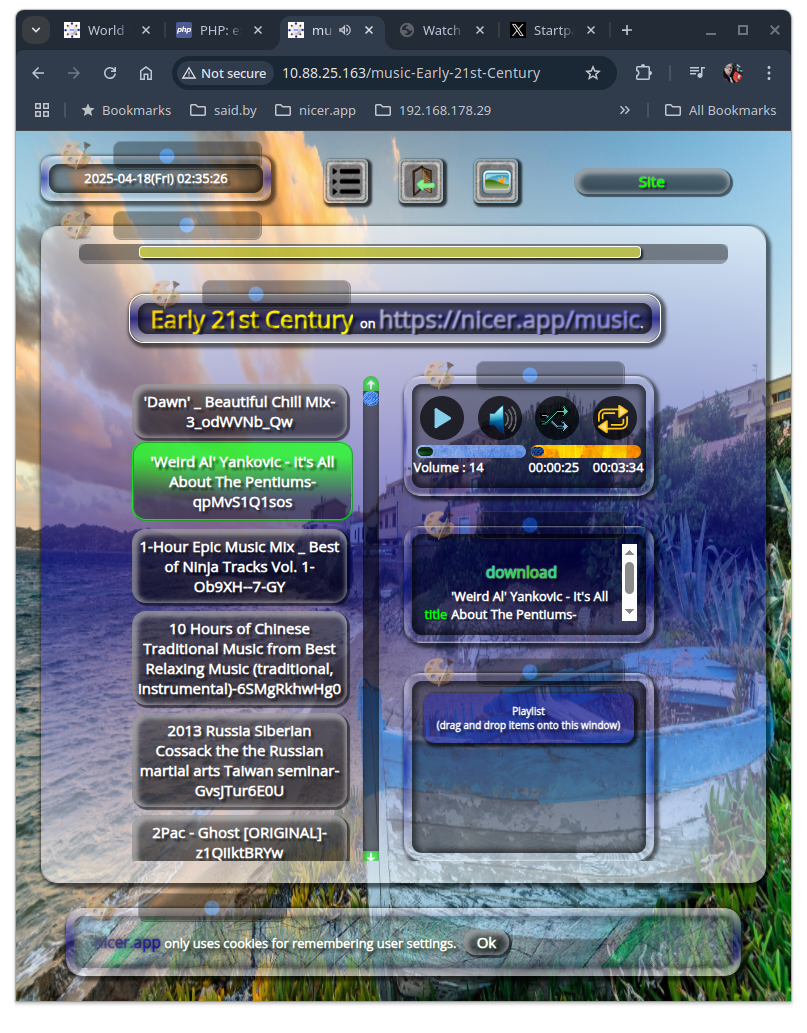 World
PHP: e
mu
Watch
Startp
Not secure
10.88.25.163/music-Early-21st-Century
Bookmarks
said.by
nicer.app
192.168.178.29
All Bookmarks
2025-04-18(Fri) 02:35:26
Site
Early 21st Century on https://nicer.app/music.
'Dawn' _ Beautiful Chill Mix-
3_odWVNb_Qw
'Weird Al' Yankovic - It's All
About The Pentiums-
qpMvS1Q1sos
1-Hour Epic Music Mix _ Best
of Ninja Tracks Vol. 1-
Ob9XH--7-GY
10 Hours of Chinese
Traditional Music from Best
Relaxing Music (traditional,
instrumental)-6SMgRkhwHg0
2013 Russia Siberian
Cossack the the Russian
martial arts Taiwan seminar-
GvsJTur6E0U
2Pac - Ghost [ORIGINAL]-
z1QIlktBRYw
Volume : 14
00:00:25
00:03:34
download
'Weird Al' Yankovic - It's All
title About The Pentiums-
Playlist
(drag and drop items onto this window)
nicer.app only uses cookies for remembering user settings.
Ok